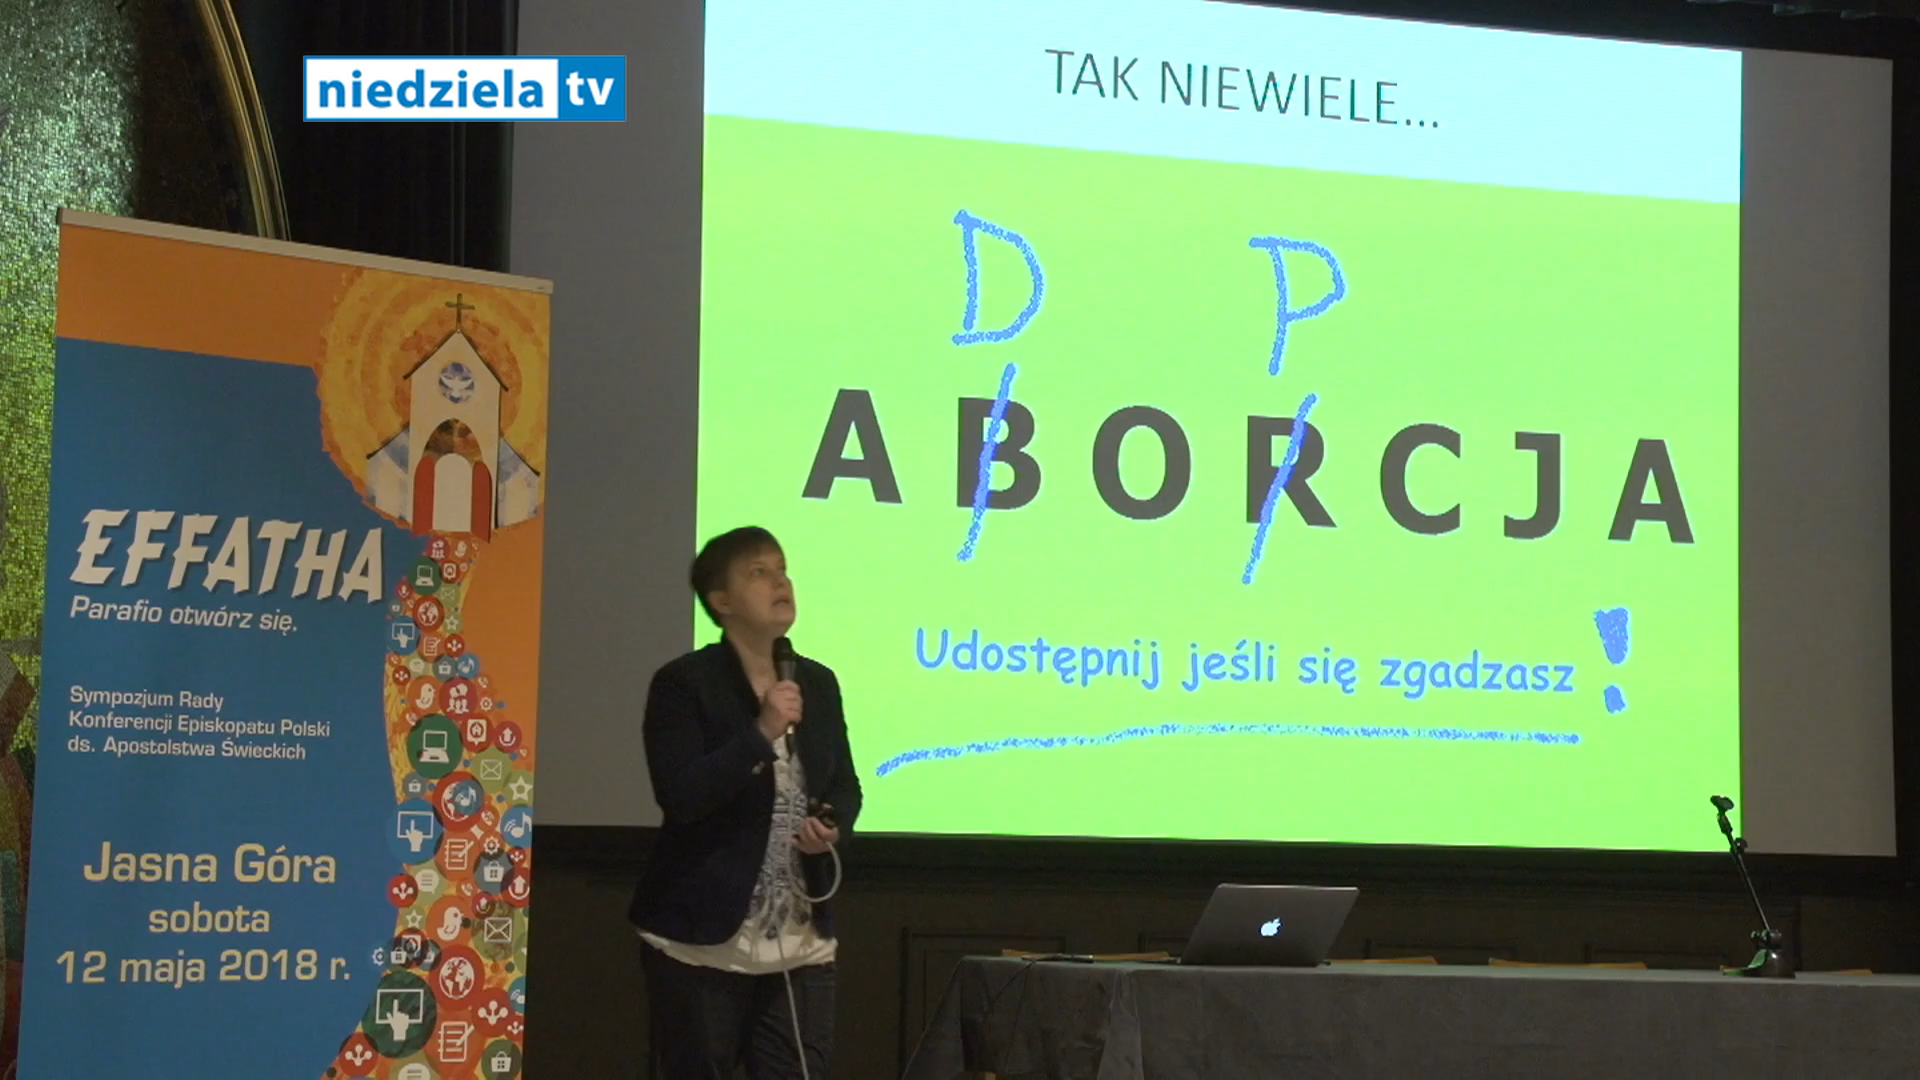 niedziela tv
TAK NIEWIELE...
D P
ABORCJA
Udostępnij jeśli się zgadzasz!
EFFATHA
Parafio otwórz się.
Sympozjum Rady
Konferencji Episkopatu Polski
ds. Apostolstwa Świeckich
Jasna Góra
sobota
12 maja 2018 r.